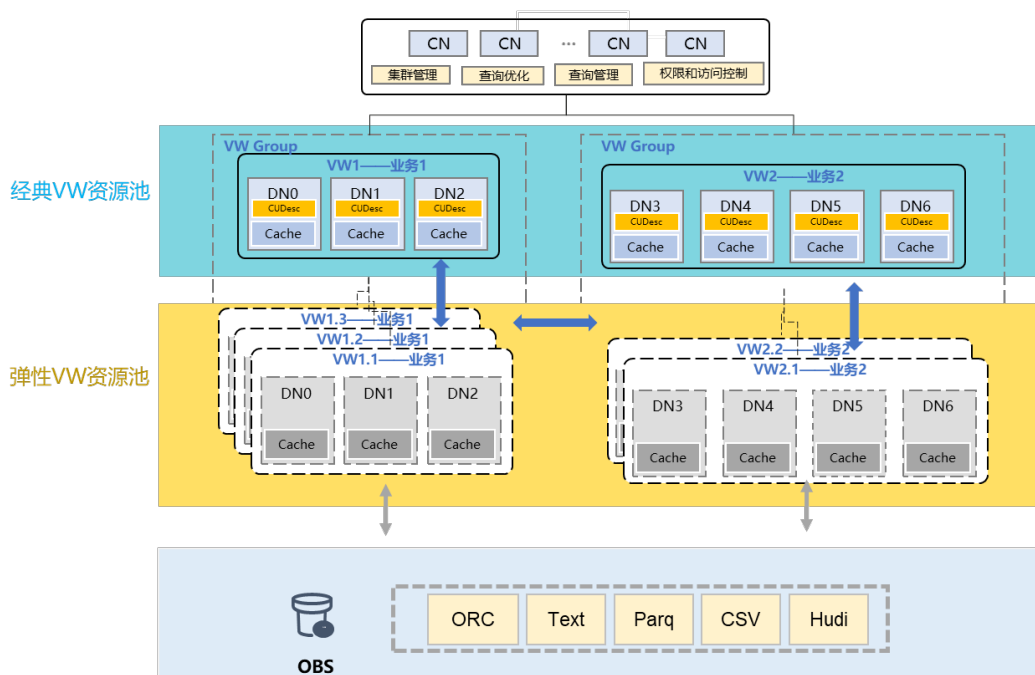 CN CN ... CN CN
集群管理 查询优化 查询管理 权限和访问控制
经典VW资源池
VW Group
VW1——业务1
DN0 DN1 DN2
CUDesc CUDesc CUDesc
Cache Cache Cache
VW Group
VW2——业务2
DN3 DN4 DN5 DN6
CUDesc CUDesc CUDesc CUDesc
Cache Cache Cache Cache
弹性VW资源池
VW1.3——业务1
VW1.2——业务1
VW1.1——业务1
DN0 DN1 DN2
Cache Cache Cache
VW2.2——业务2
VW2.1——业务2
DN3 DN4 DN5 DN6
Cache Cache Cache Cache
OBS
ORC Text Parq CSV Hudi